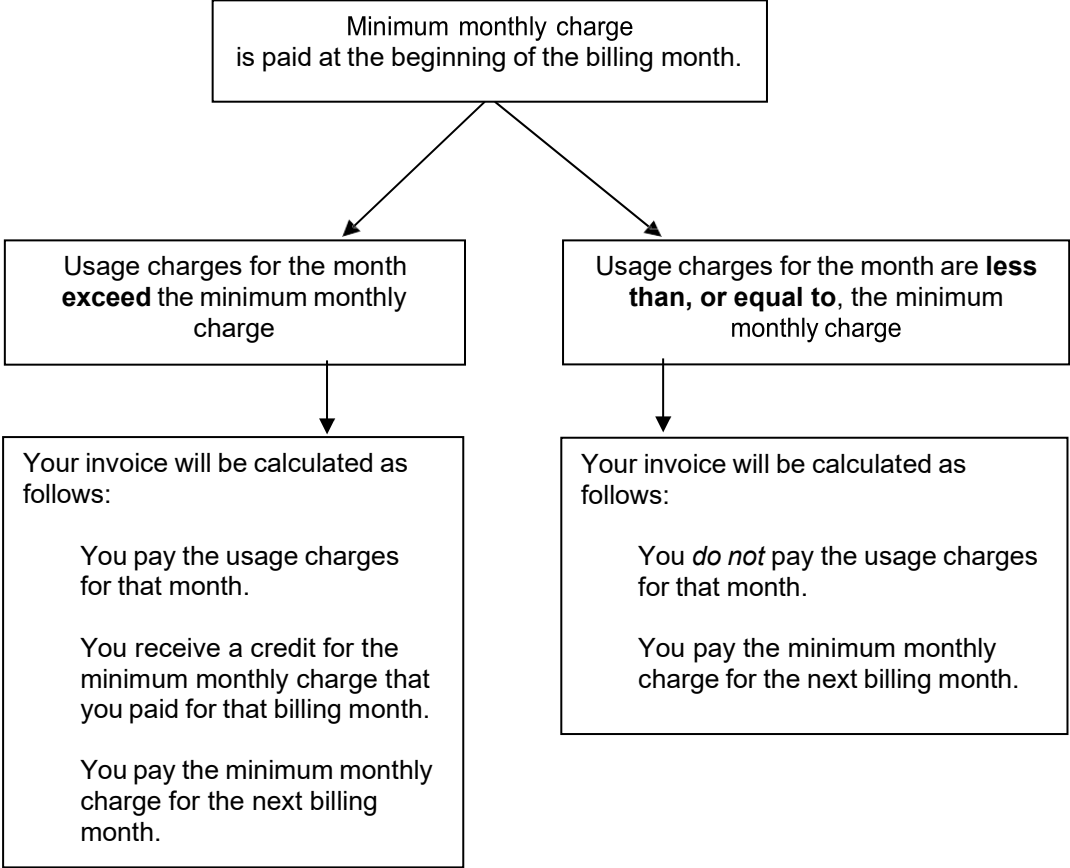 Minimum monthly charge
is paid at the beginning of the billing month.
Usage charges for the month
exceed the minimum monthly
charge
Usage charges for the month are less
than, or equal to, the minimum
monthly charge
Your invoice will be calculated as
follows:
You pay the usage charges
for that month.
You receive a credit for the
minimum monthly charge that
you paid for that billing month.
You pay the minimum monthly
charge for the next billing
month.
Your invoice will be calculated as
follows:
You do not pay the usage charges
for that month.
You pay the minimum monthly
charge for the next billing month.